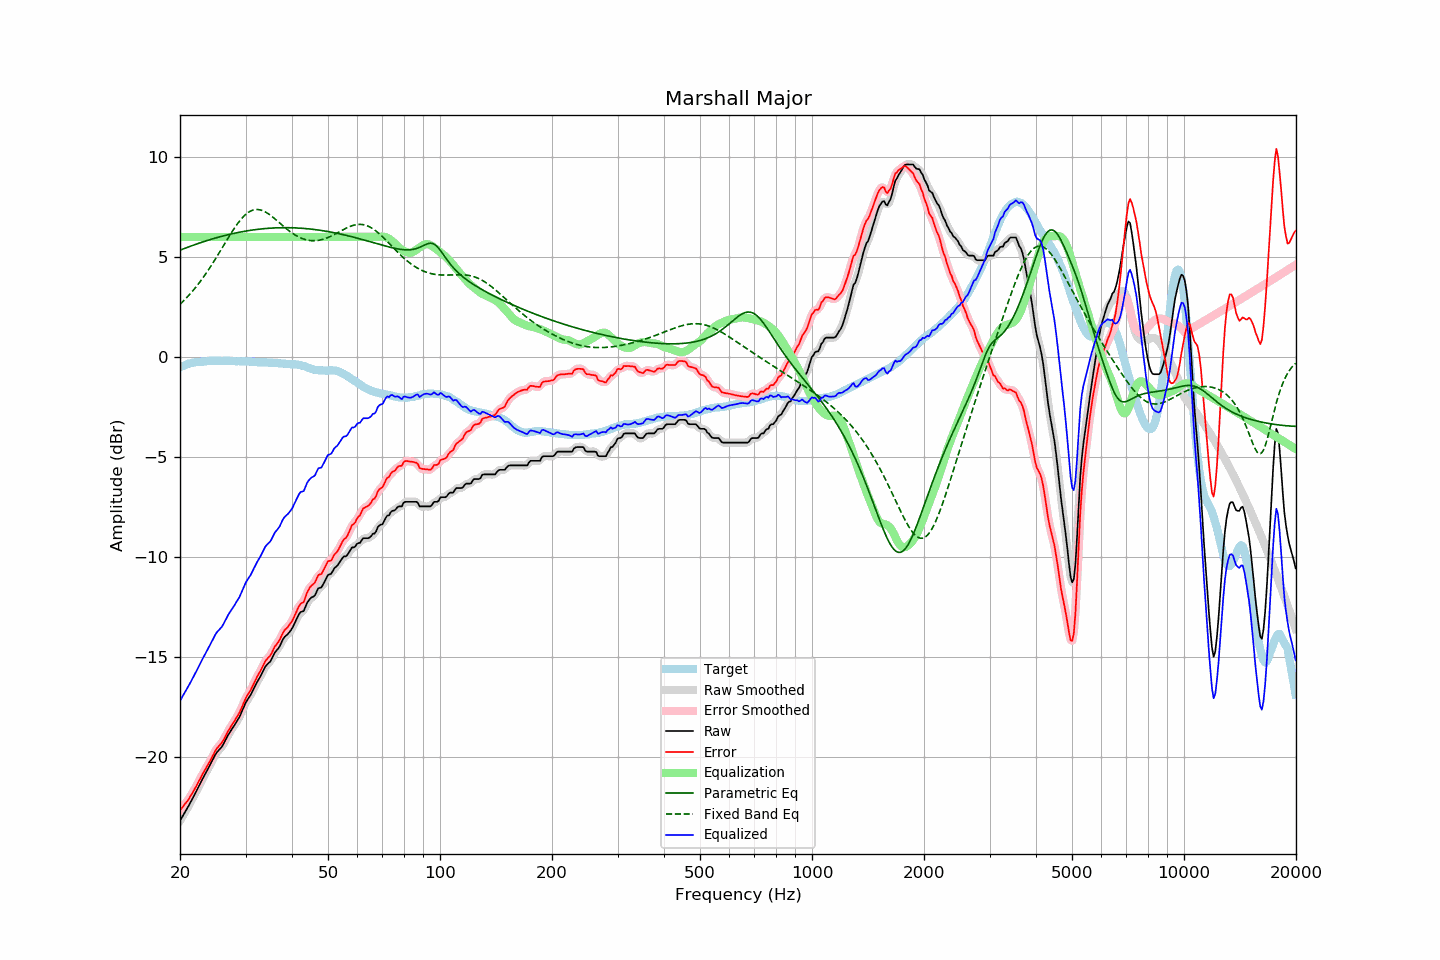 Marshall Major
Amplitude (dBr)
10
5
0
−5
−10
−15
−20
Target
Raw Smoothed
Error Smoothed
Raw
Error
Equalization
Parametric Eq
Fixed Band Eq
Equalized
20 50 100 200 500 1000 2000 5000 10000 20000
Frequency (Hz)